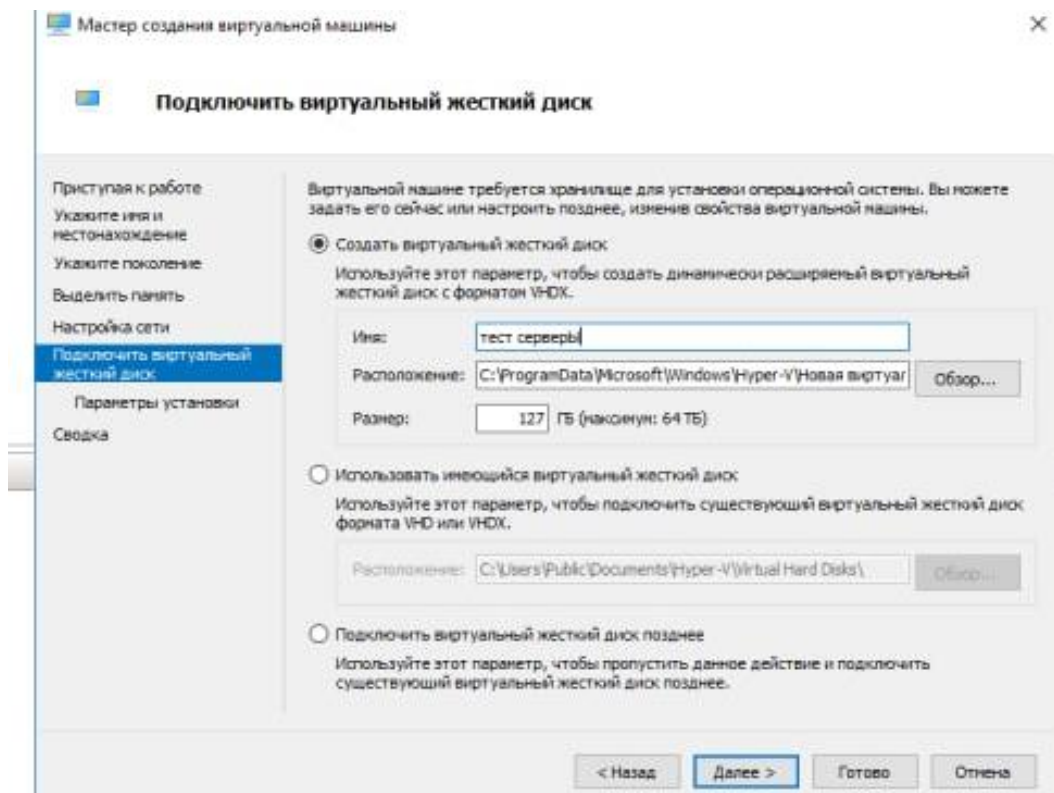 Мастер создания виртуальной машины
Подключить виртуальный жесткий диск
Приступая к работе
Укажите имя и
местонахождение
Укажите поколение
Выделить память
Настройка сети
Подключить виртуальный
жесткий диск
Параметры установки
Сводка
Виртуальной машине требуется хранилище для установки операционной системы. Вы можете
задать его сейчас или настроить позднее, изменив свойства виртуальной машины.
Создать виртуальный жесткий диск
Используйте этот параметр, чтобы создать динамически расширяемый виртуальный
жесткий диск с форматом VHDX.
Имя: тест серверы
Расположение: C:\ProgramData\Microsoft\Windows\Hyper-V\Новая виртуал Обзор...
Размер: 127 ГБ (максимум: 64 ТБ)
Использовать имеющийся виртуальный жесткий диск
Используйте этот параметр, чтобы подключить существующий виртуальный жесткий диск
формата VHD или VHDX.
Расположение: C:\Users\Public\Documents\Hyper-V\Virtual Hard Disks\ Обзор...
Подключить виртуальный жесткий диск позднее
Используйте этот параметр, чтобы пропустить данное действие и подключить
существующий виртуальный жесткий диск позднее.
< Назад Далее > Готово Отмена